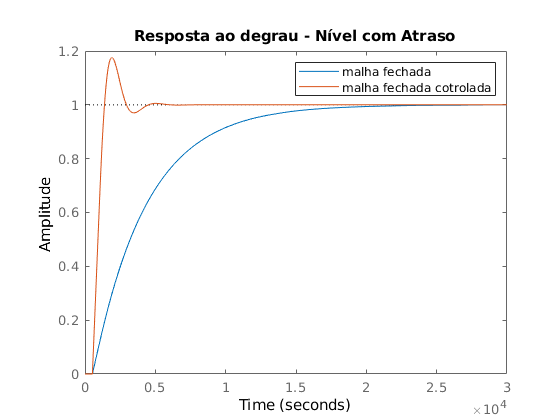 Resposta ao degrau - Nível com Atraso
malha fechada
malha fechada cotrolada
1.2
1
0.8
0.6
0.4
0.2
0
Amplitude
0 0.5 1 1.5 2 2.5 3
Time (seconds)
×10^4